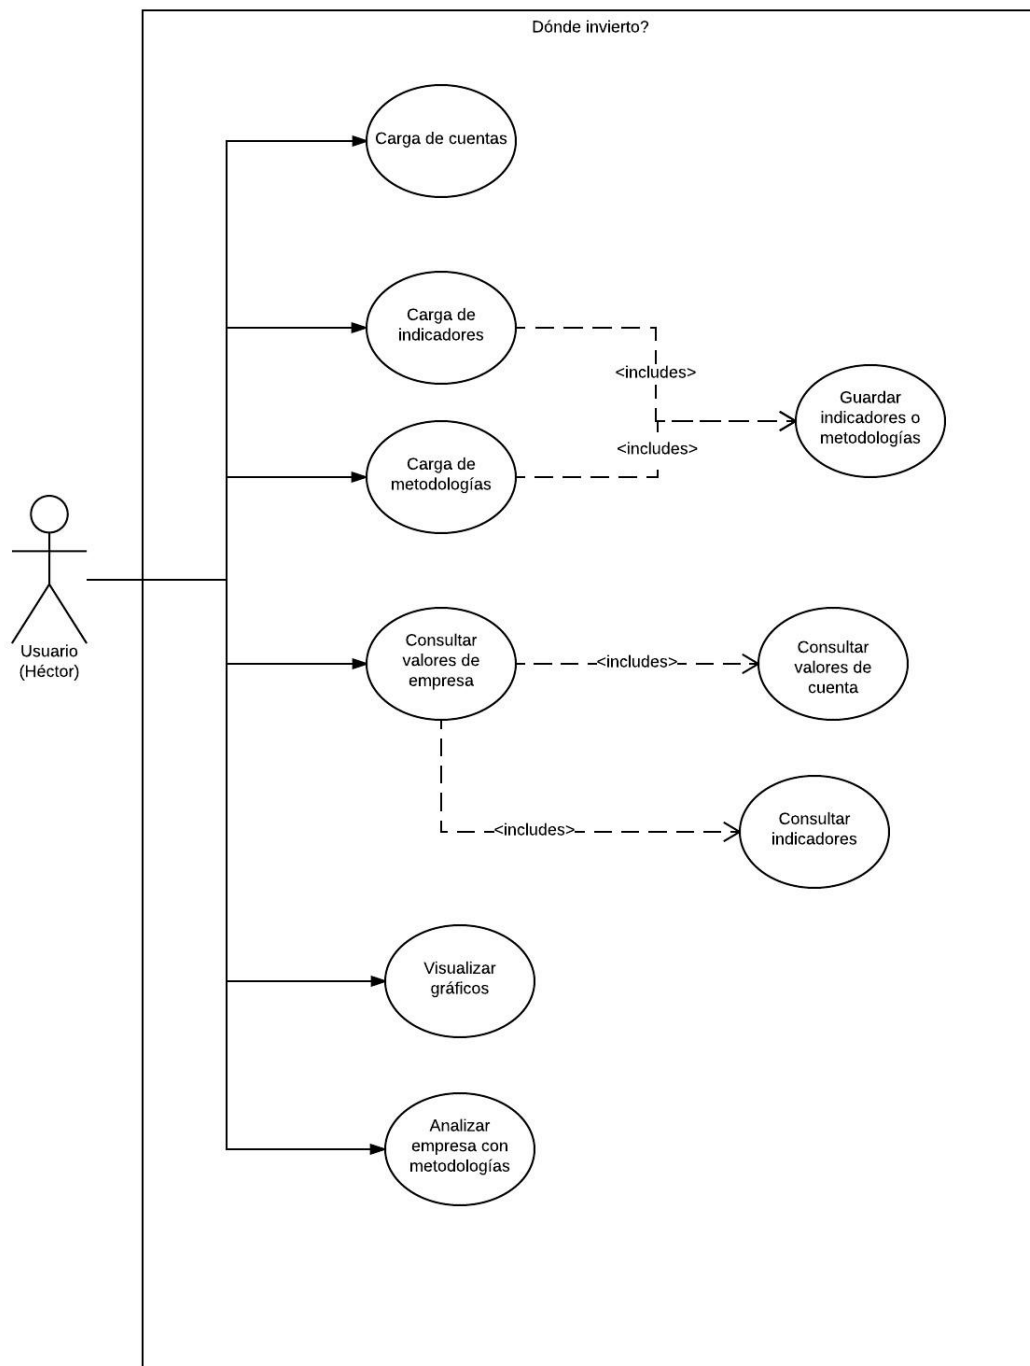 Dónde invierto?
Carga de cuentas
Carga de
indicadores
<includes>
Guardar
indicadores o
metodologías
<includes>
Carga de
metodologías
Usuario
(Héctor)
Consultar
valores de
empresa
<includes>
Consultar
valores de
cuenta
<includes>
Consultar
indicadores
Visualizar
gráficos
Analizar
empresa con
metodologías